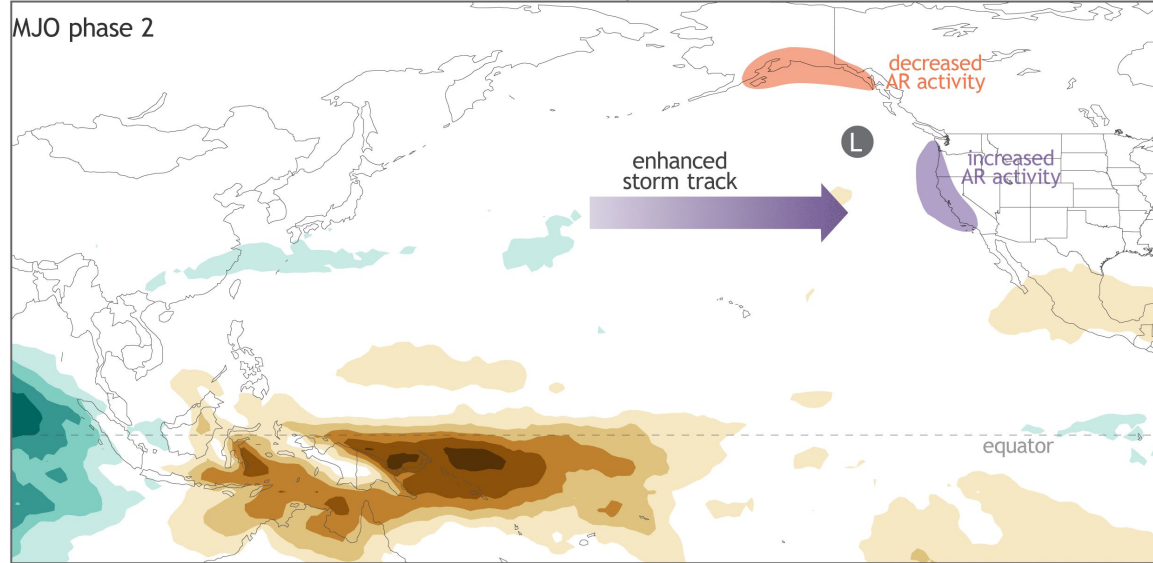 MJO phase 2
decreased
AR activity
L
enhanced
storm track
increased
AR activity
equator